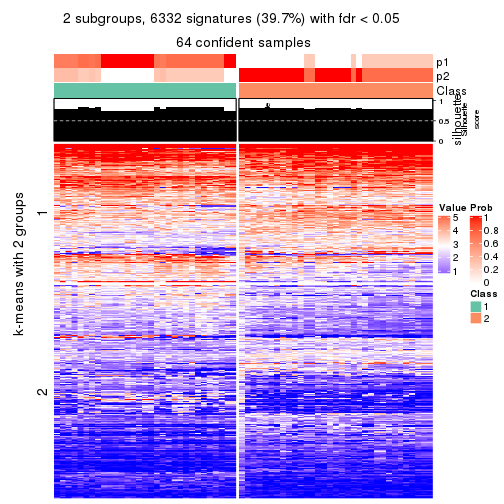 2 subgroups, 6332 signatures (39.7%) with fdr < 0.05
64 confident samples
p1
p2
Class
1
0.5
0
silhouette
Silhouette
score
b
k-means with 2 groups
1
2
Value
5
4
3
2
1
Prob
1
0.8
0.6
0.4
0.2
0
Class
1
2